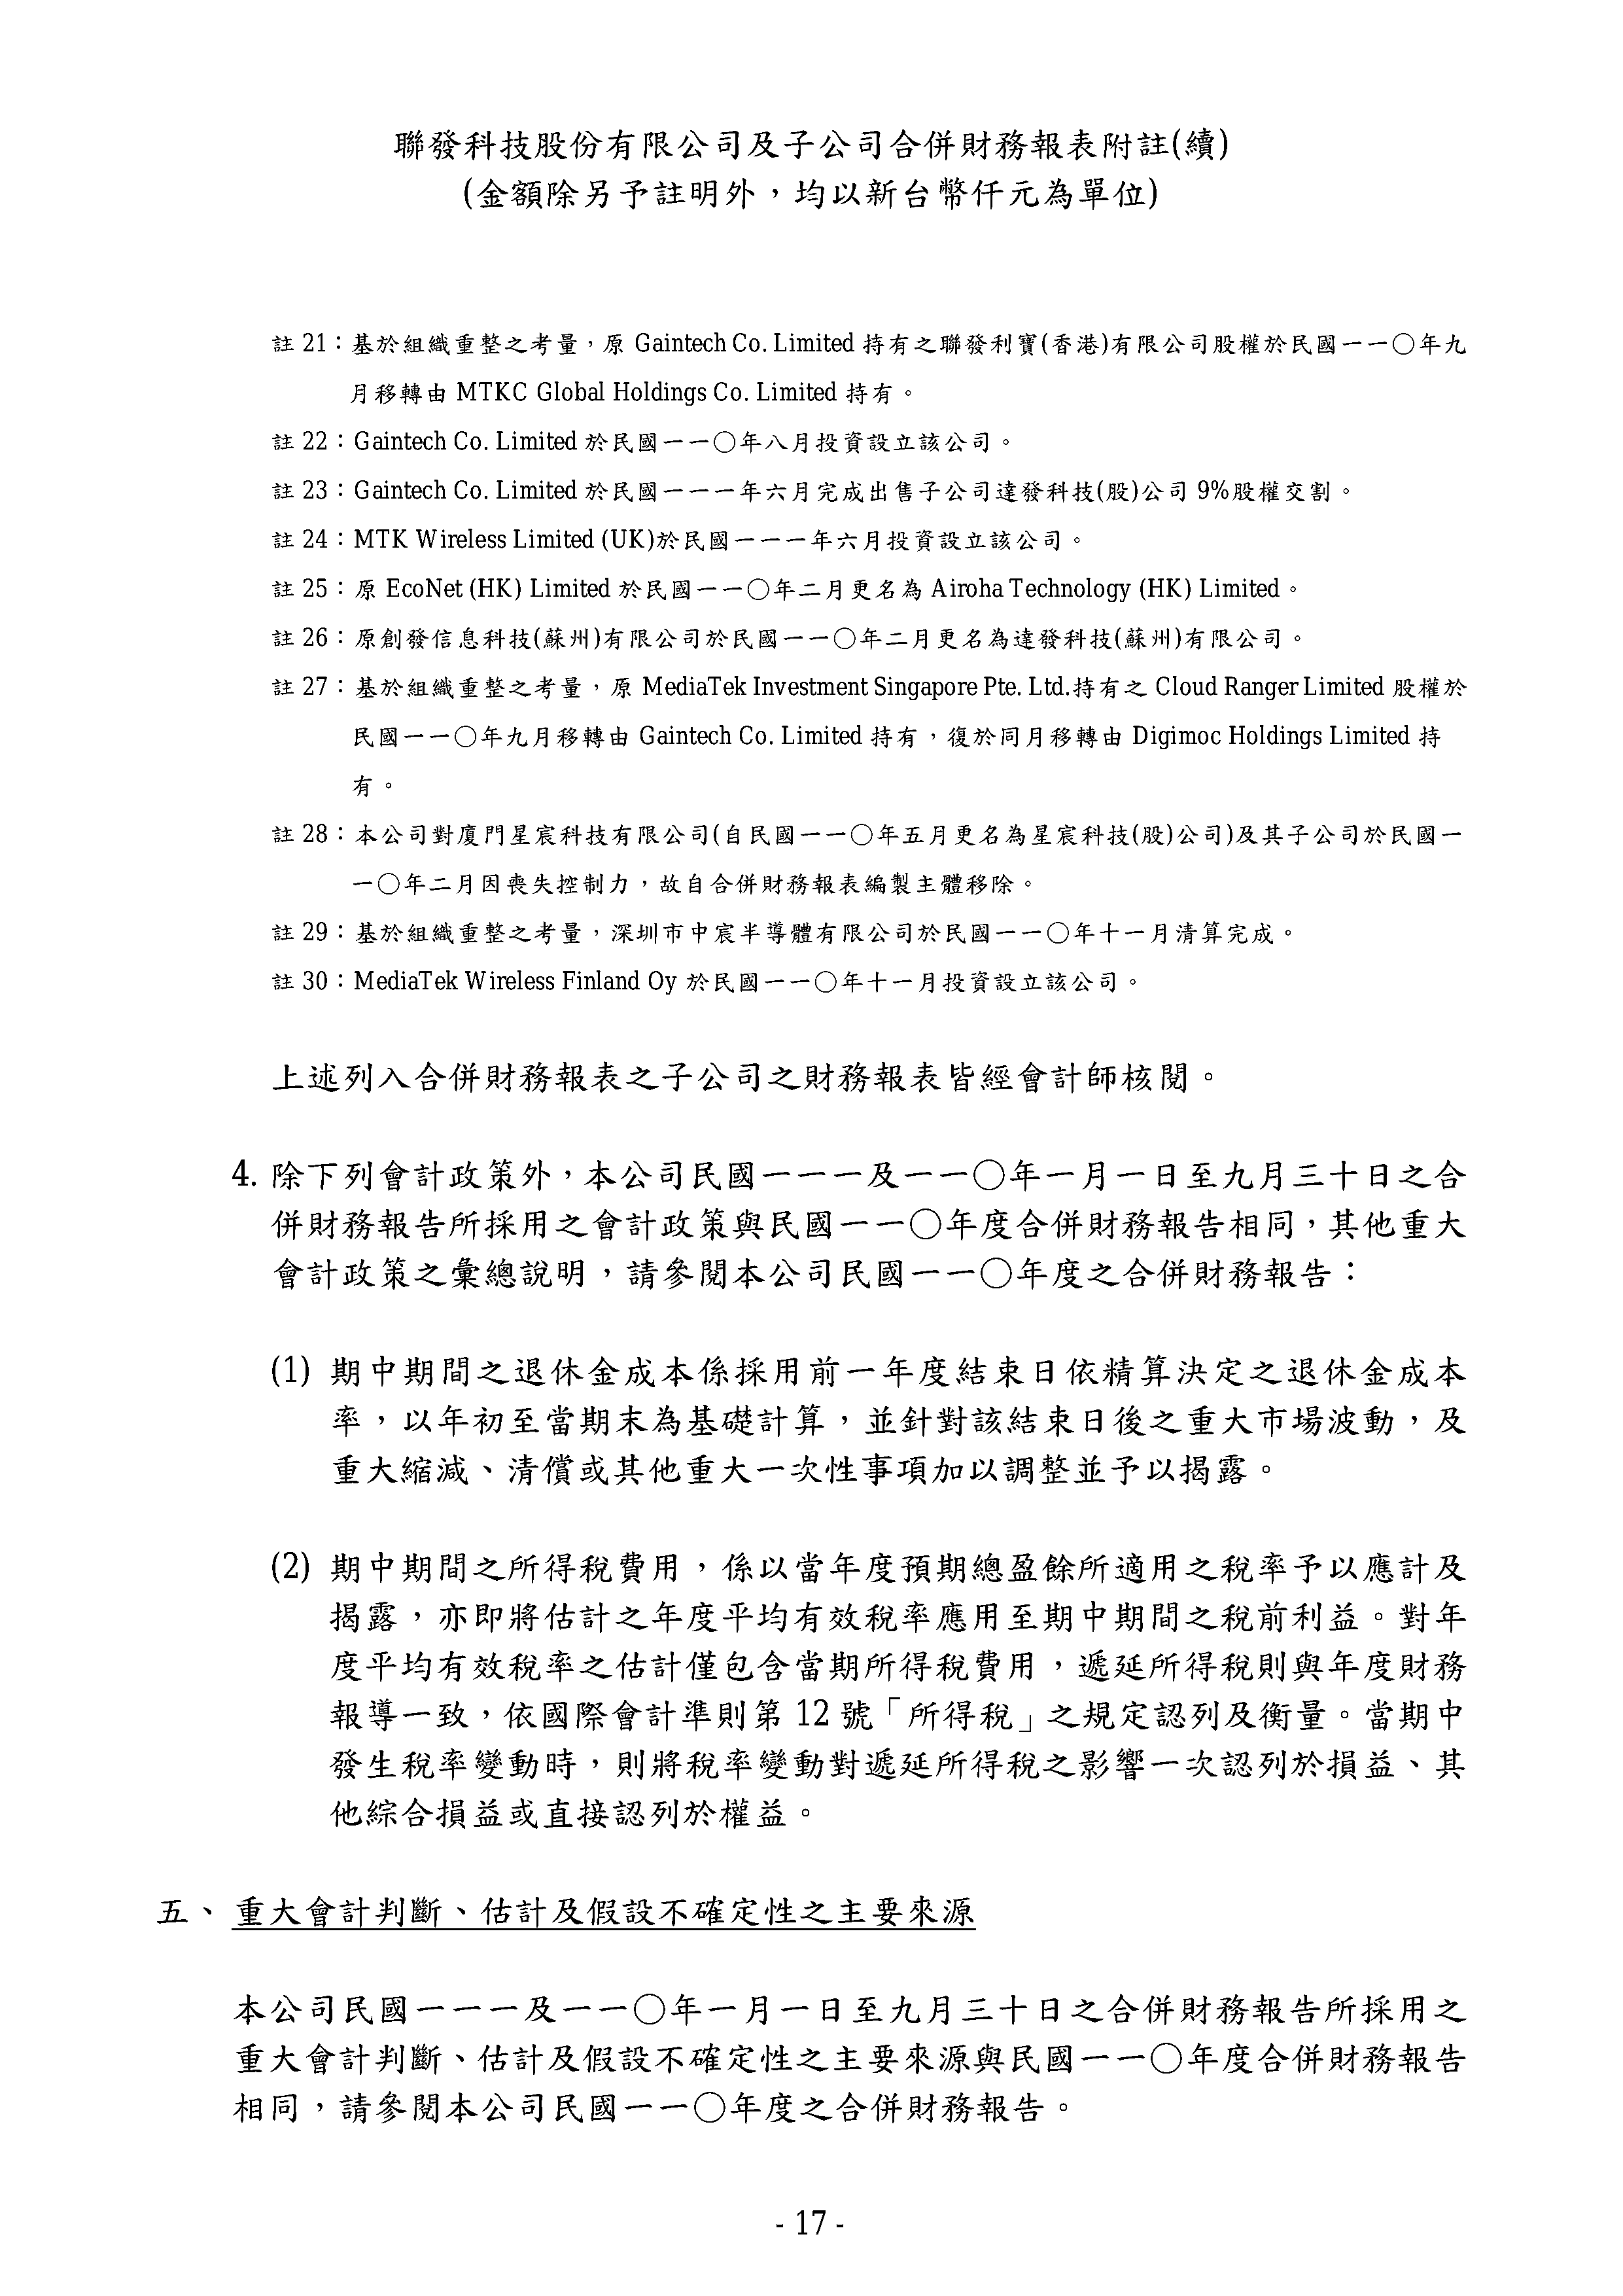 聯發科技股份有限公司及子公司合併財務報表附註(續)
(金額除另予註明外，均以新台幣仟元為單位)
註 21：基於組織重整之考量，原 Gaintech Co. Limited 持有之聯發利寶(香港)有限公司股權於民國一一〇年九
月移轉由 MTKC Global Holdings Co. Limited 持有。
註 22：Gaintech Co. Limited 於民國一一〇年八月投資設立該公司。
註 23：Gaintech Co. Limited 於民國一一一年六月完成出售子公司達發科技(股)公司 9%股權交割。
註 24：MTK Wireless Limited (UK)於民國一一一年六月投資設立該公司。
註 25：原 EcoNet (HK) Limited 於民國一一〇年二月更名為 Airoha Technology (HK) Limited。
註 26：原創發信息科技(蘇州)有限公司於民國一一〇年二月更名為達發科技(蘇州)有限公司。
註 27：基於組織重整之考量，原 MediaTek Investment Singapore Pte. Ltd.持有之 Cloud Ranger Limited 股權於
民國一一〇年九月移轉由 Gaintech Co. Limited 持有，復於同月移轉由 Digimoc Holdings Limited 持
有。
註 28：本公司對廈門星宸科技有限公司(自民國一一〇年五月更名為星宸科技(股)公司)及其子公司於民國一
一〇年二月因喪失控制力，故自合併財務報表編製主體移除。
註 29：基於組織重整之考量，深圳市中宸半導體有限公司於民國一一〇年十一月清算完成。
註 30：MediaTek Wireless Finland Oy 於民國一一〇年十一月投資設立該公司。
上述列入合併財務報表之子公司之財務報表皆經會計師核閱。
4. 除下列會計政策外，本公司民國一一一及一一〇年一月一日至九月三十日之合
併財務報告所採用之會計政策與民國一一〇年度合併財務報告相同，其他重大
會計政策之彙總說明，請參閱本公司民國一一〇年度之合併財務報告：
(1) 期中期間之退休金成本係採用前一年度結束日依精算決定之退休金成本
率，以年初至當期末為基礎計算，並針對該結束日後之重大市場波動，及
重大縮減、清償或其他重大一次性事項加以調整並予以揭露。
(2) 期中期間之所得稅費用，係以當年度預期總盈餘所適用之稅率予以應計及
揭露，亦即將估計之年度平均有效稅率應用至期中期間之稅前利益。對年
度平均有效稅率之估計僅包含當期所得稅費用，遞延所得稅則與年度財務
報導一致，依國際會計準則第 12 號「所得稅」之規定認列及衡量。當期中
發生稅率變動時，則將稅率變動對遞延所得稅之影響一次認列於損益、其
他綜合損益或直接認列於權益。
五、重大會計判斷、估計及假設不確定性之主要來源
本公司民國一一一及一一〇年一月一日至九月三十日之合併財務報告所採用之
重大會計判斷、估計及假設不確定性之主要來源與民國一一〇年度合併財務報告
相同，請參閱本公司民國一一〇年度之合併財務報告。
- 17 -